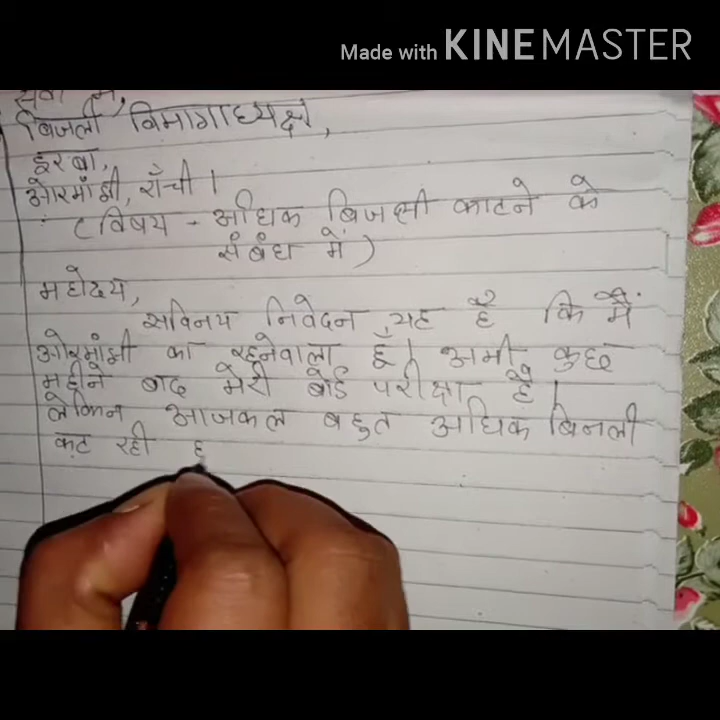 Made with KINEMASTER
सेवा में,
बिजली विभागाध्यक्ष,
इरबा,
ओरमांझी, राँची।
(विषय - अधिक बिजली काटने के
संबंध में)
महोदय,
सविनय निवेदन यह है कि मैं
ओरमांझी का रहनेवाला हूँ। अभी कुछ
महीने बाद मेरी बोर्ड परीक्षा है।
लेकिन आजकल बहुत अधिक बिजली
कट रही ह